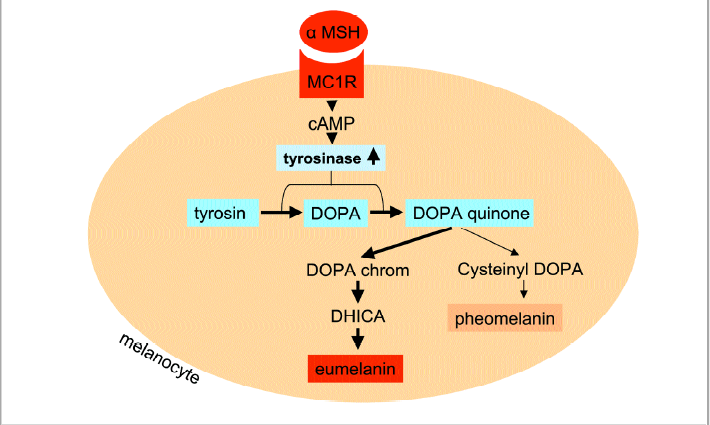 α MSH
MC1R
cAMP
tyrosinase
tyrosin
DOPA
DOPA quinone
DOPA chrom
Cysteinyl DOPA
DHICA
pheomelanin
eumelanin
melanocyte